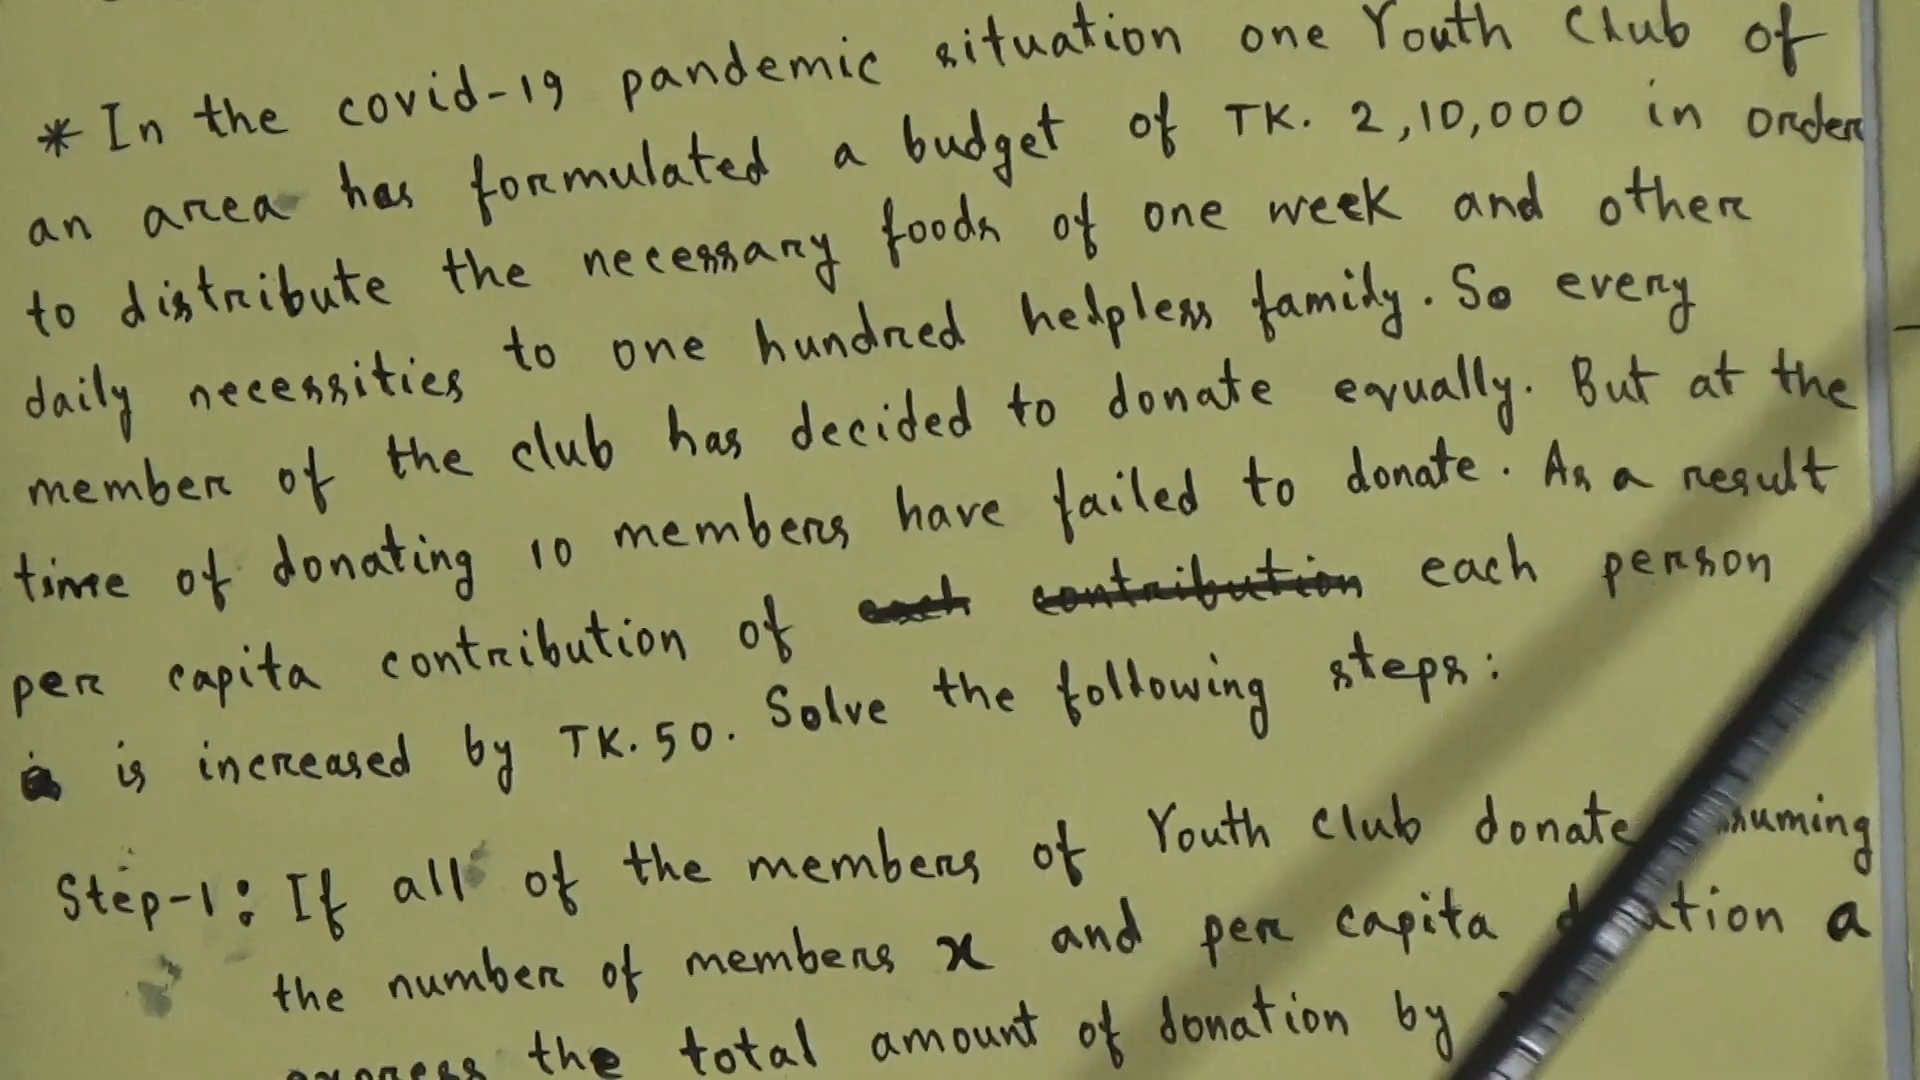 * In the covid-19 pandemic situation one Youth Club of
an area has formulated a budget of TK. 2,10,000 in order
to distribute the necessary foods of one week and other
daily necessities to one hundred helpless family. So every
member of the club has decided to donate equally. But at the
time of donating 10 members have failed to donate. As a result
per capita contribution of each contribution each person
is increased by TK. 50. Solve the following steps:
Step-1: If all of the members of Youth club donate
the number of members x and per capita a
express the total amount of donation by